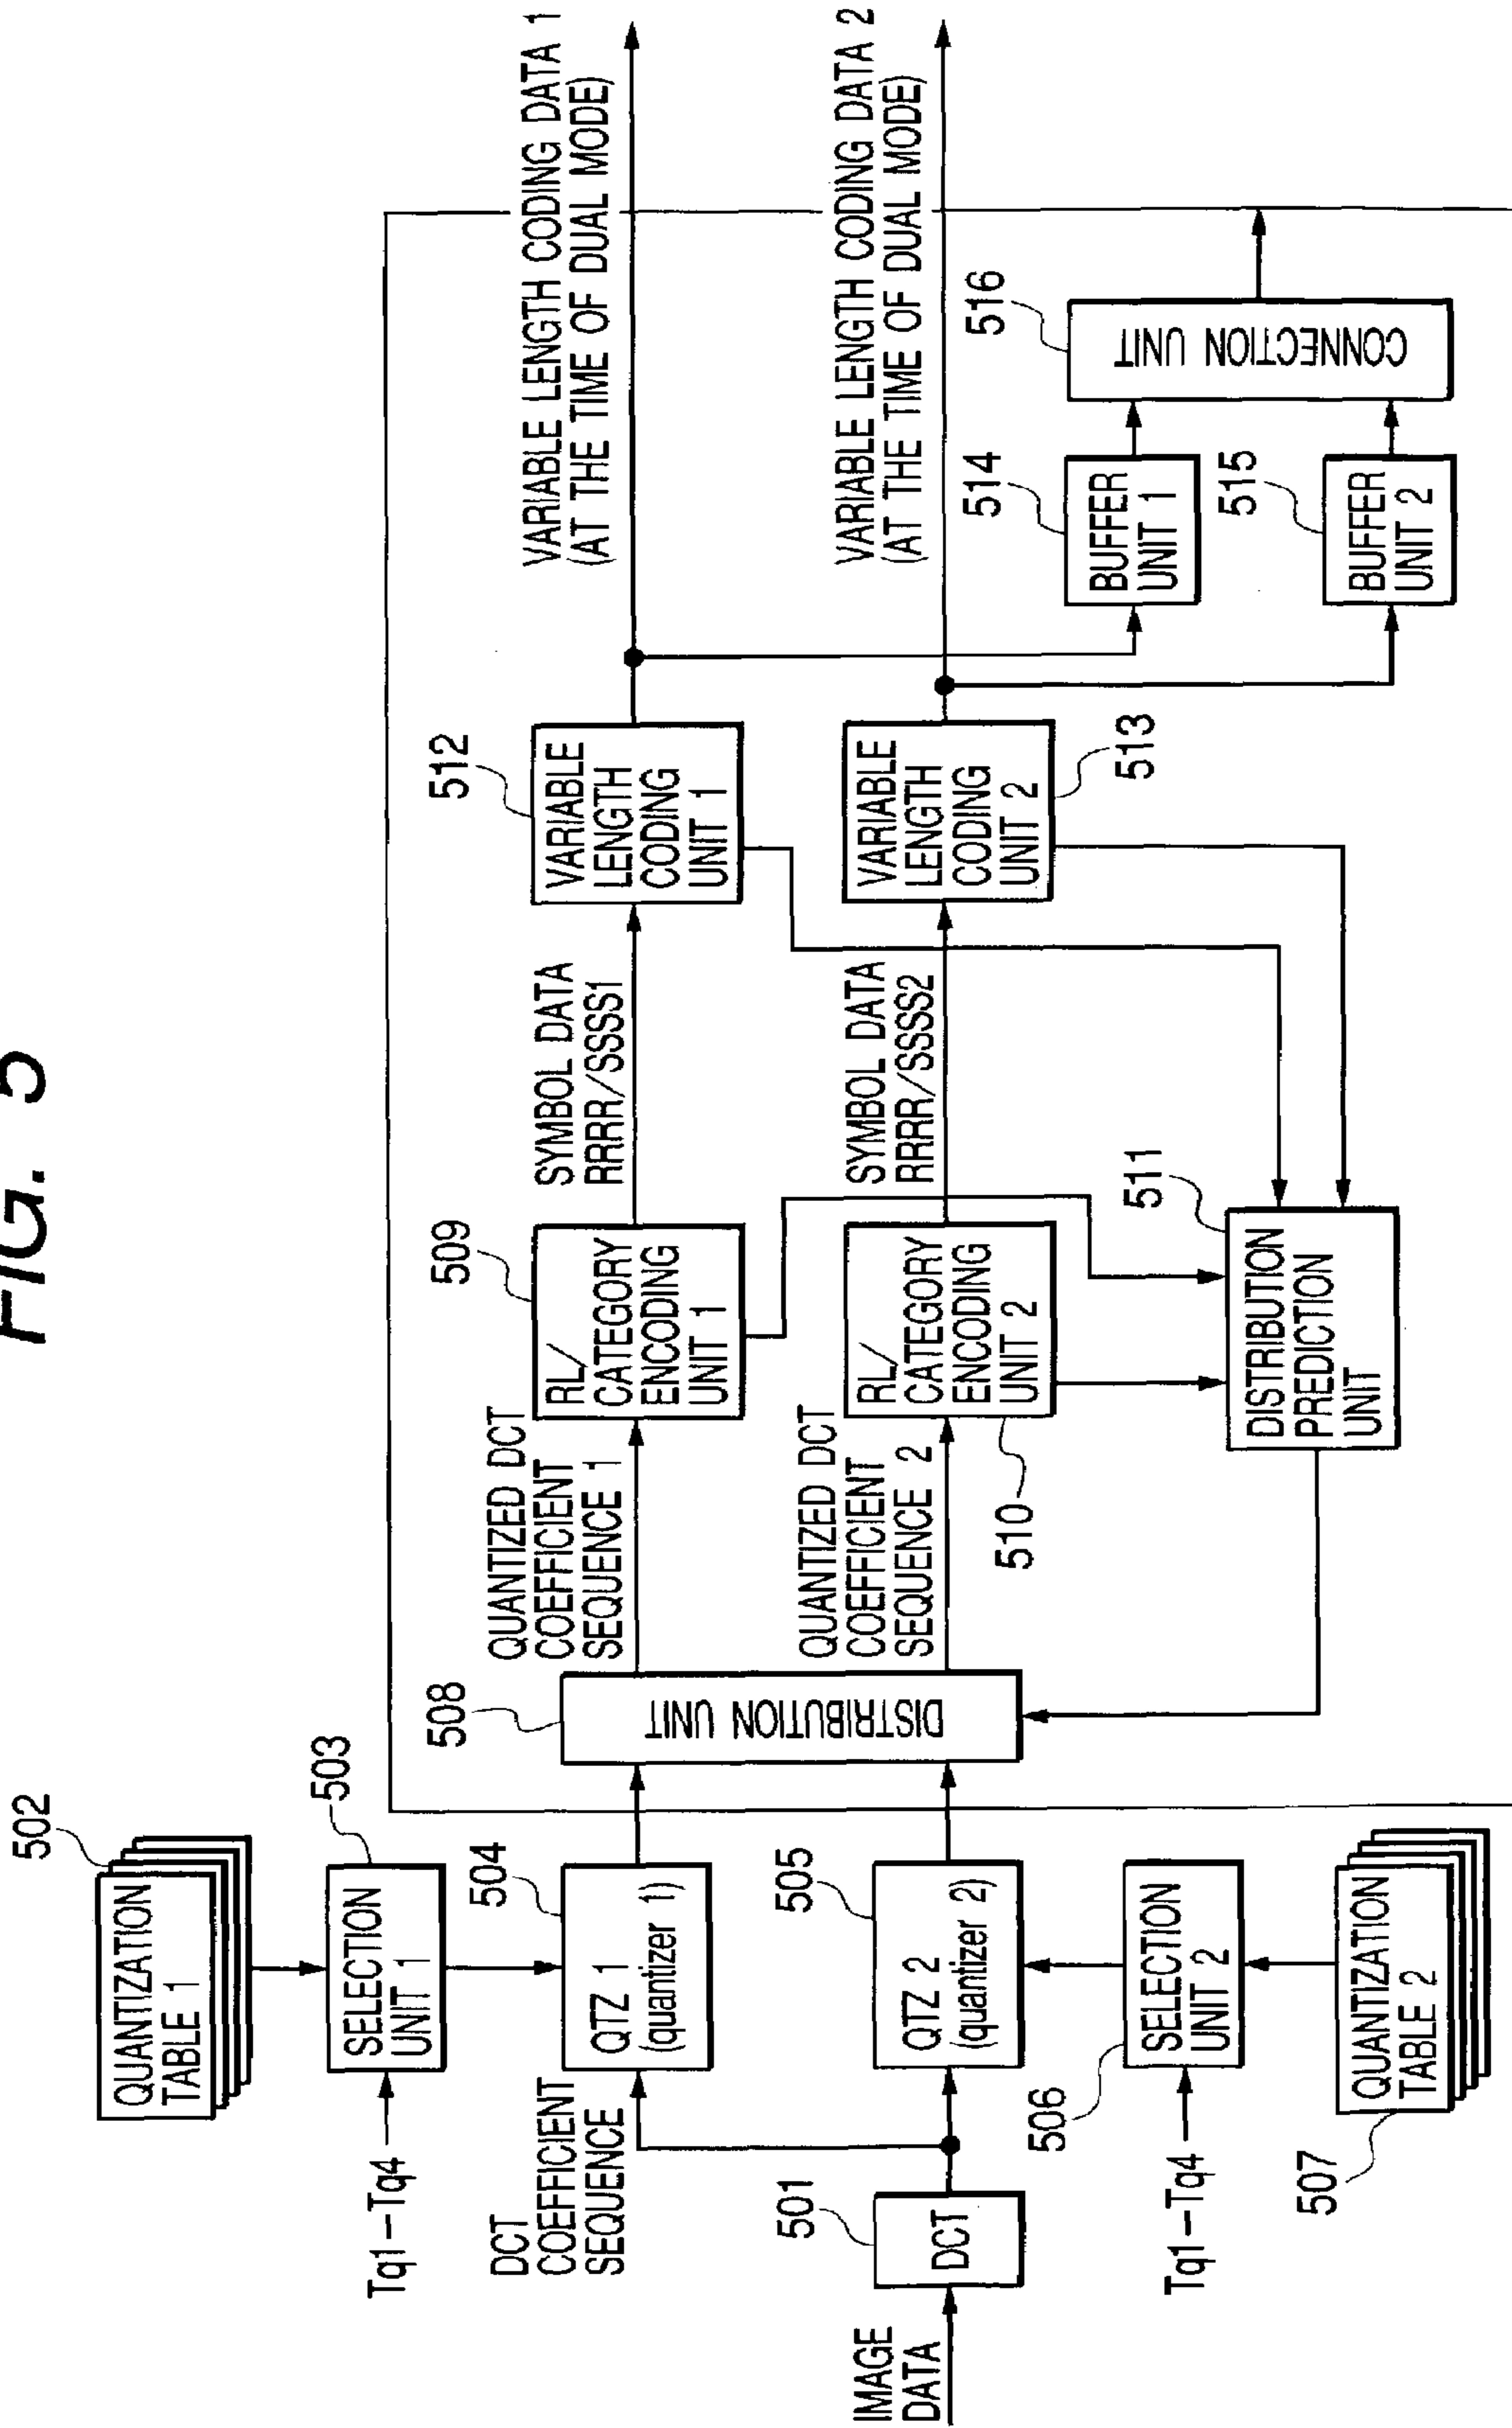 FIG. 5
502
QUANTIZATION
TABLE 1
503
SELECTION
UNIT 1
Tq1–Tq4
504
QTZ 1
(quantizer 1)
DCT
COEFFICIENT
SEQUENCE
501
DCT
IMAGE
DATA
505
QTZ 2
(quantizer 2)
506
SELECTION
UNIT 2
Tq1–Tq4
507
QUANTIZATION
TABLE 2
508
DISTRIBUTION UNIT
QUANTIZED DCT
COEFFICIENT
SEQUENCE 1
QUANTIZED DCT
COEFFICIENT
SEQUENCE 2
509
RL/
CATEGORY
ENCODING
UNIT 1
510
RL/
CATEGORY
ENCODING
UNIT 2
511
DISTRIBUTION
PREDICTION
UNIT
SYMBOL DATA
RRRR/SSSS1
SYMBOL DATA
RRRR/SSSS2
512
VARIABLE
LENGTH
CODING
UNIT 1
513
VARIABLE
LENGTH
CODING
UNIT 2
VARIABLE LENGTH CODING DATA 1
(AT THE TIME OF DUAL MODE)
VARIABLE LENGTH CODING DATA 2
(AT THE TIME OF DUAL MODE)
514
BUFFER
UNIT 1
515
BUFFER
UNIT 2
516
CONNECTION UNIT